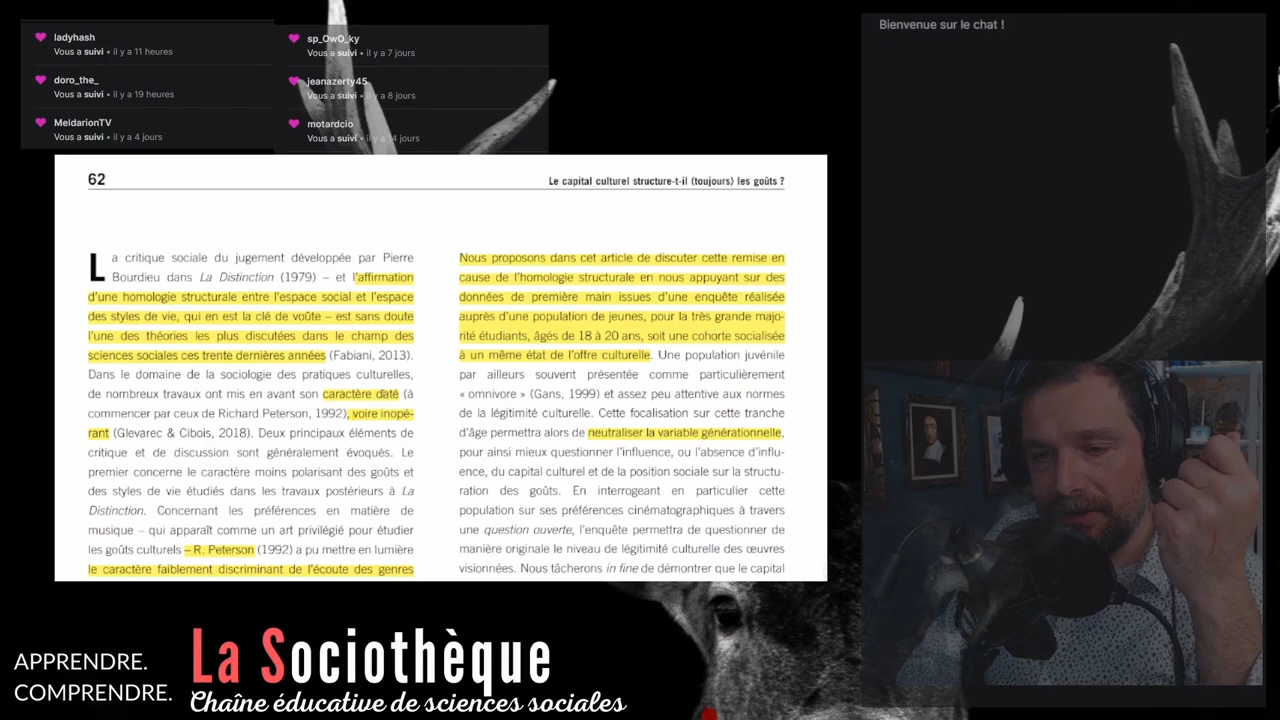 ladyhash
Vous a suivi • il y a 11 heures
doro_the_
Vous a suivi • il y a 19 heures
MeldarionTV
Vous a suivi • il y a 4 jours
sp_OwO_ky
Vous a suivi • il y a 7 jours
jeanazerty45
Vous a suivi • il y a 8 jours
motardcio
Vous a suivi • il y a 14 jours
Bienvenue sur le chat !
62
Le capital culturel structure-t-il (toujours) les goûts ?
La critique sociale du jugement développée par Pierre
Bourdieu dans La Distinction (1979) – et l'affirmation
d'une homologie structurale entre l'espace social et l'espace
des styles de vie, qui en est la clé de voûte – est sans doute
l'une des théories les plus discutées dans le champ des
sciences sociales ces trente dernières années (Fabiani, 2013).
Dans le domaine de la sociologie des pratiques culturelles,
de nombreux travaux ont mis en avant son caractère daté (à
commencer par ceux de Richard Peterson, 1992), voire inopé-
rant (Glevarec & Cibois, 2018). Deux principaux éléments de
critique et de discussion sont généralement évoqués. Le
premier concerne le caractère moins polarisant des goûts et
des styles de vie étudiés dans les travaux postérieurs à La
Distinction. Concernant les préférences en matière de
musique – qui apparaît comme un art privilégié pour étudier
les goûts culturels – R. Peterson (1992) a pu mettre en lumière
le caractère faiblement discriminant de l'écoute des genres
Nous proposons dans cet article de discuter cette remise en
cause de l'homologie structurale en nous appuyant sur des
données de première main issues d'une enquête réalisée
auprès d'une population de jeunes, pour la très grande majo-
rité étudiants, âgés de 18 à 20 ans, soit une cohorte socialisée
à un même état de l'offre culturelle. Une population juvénile
par ailleurs souvent présentée comme particulièrement
« omnivore » (Gans, 1999) et assez peu attentive aux normes
de la légitimité culturelle. Cette focalisation sur cette tranche
d'âge permettra alors de neutraliser la variable générationnelle,
pour ainsi mieux questionner l'influence, ou l'absence d'influ-
ence, du capital culturel et de la position sociale sur la structu-
ration des goûts. En interrogeant en particulier cette
population sur ses préférences cinématographiques à travers
une question ouverte, l'enquête permettra de questionner de
manière originale le niveau de légitimité culturelle des œuvres
visionnées. Nous tâcherons in fine de démontrer que le capital
APPRENDRE.
COMPRENDRE.
La Sociothèque
Chaîne éducative de sciences sociales